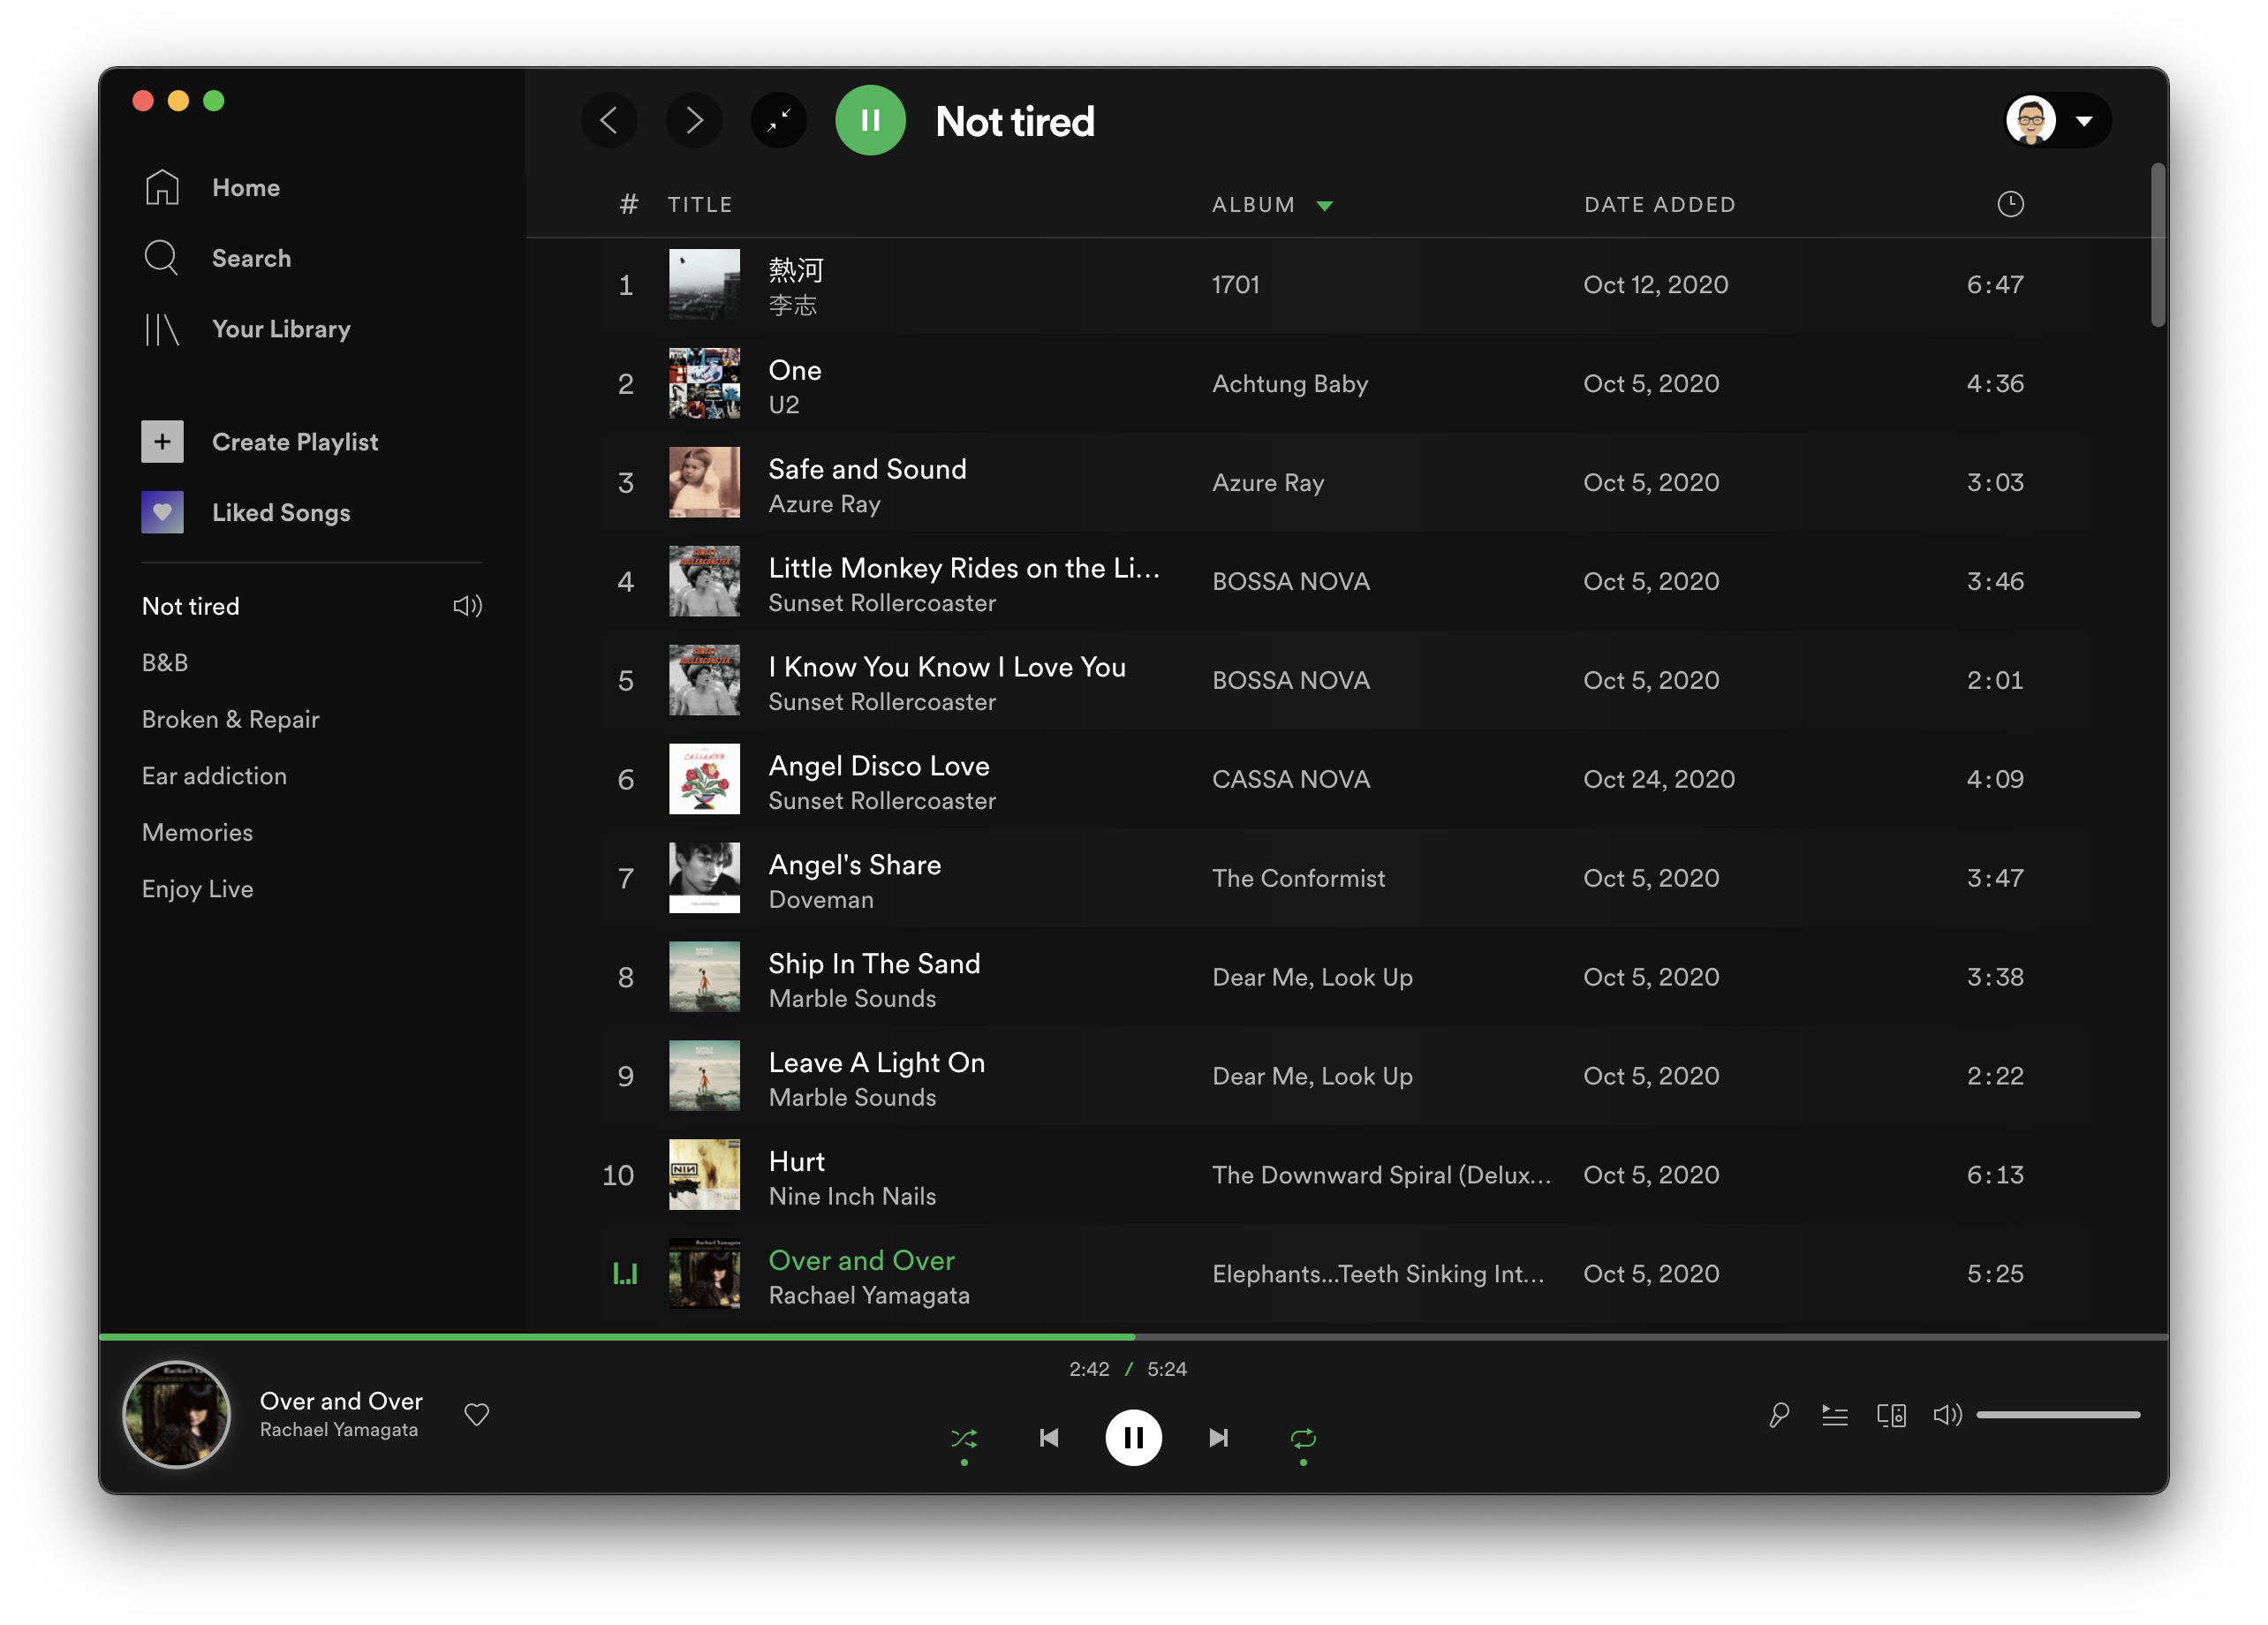 Home
Search
Your Library
Create Playlist
Liked Songs
Not tired
B&B
Broken & Repair
Ear addiction
Memories
Enjoy Live
Not tired
# TITLE ALBUM DATE ADDED
1 熱河 1701 Oct 12, 2020 6:47
李志
2 One Achtung Baby Oct 5, 2020 4:36
U2
3 Safe and Sound Azure Ray Oct 5, 2020 3:03
Azure Ray
4 Little Monkey Rides on the Li... BOSSA NOVA Oct 5, 2020 3:46
Sunset Rollercoaster
5 I Know You Know I Love You BOSSA NOVA Oct 5, 2020 2:01
Sunset Rollercoaster
6 Angel Disco Love CASSA NOVA Oct 24, 2020 4:09
Sunset Rollercoaster
7 Angel's Share The Conformist Oct 5, 2020 3:47
Doveman
8 Ship In The Sand Dear Me, Look Up Oct 5, 2020 3:38
Marble Sounds
9 Leave A Light On Dear Me, Look Up Oct 5, 2020 2:22
Marble Sounds
10 Hurt The Downward Spiral (Delux... Oct 5, 2020 6:13
Nine Inch Nails
Over and Over Elephants...Teeth Sinking Int... Oct 5, 2020 5:25
Rachael Yamagata
2:42 / 5:24
Over and Over
Rachael Yamagata